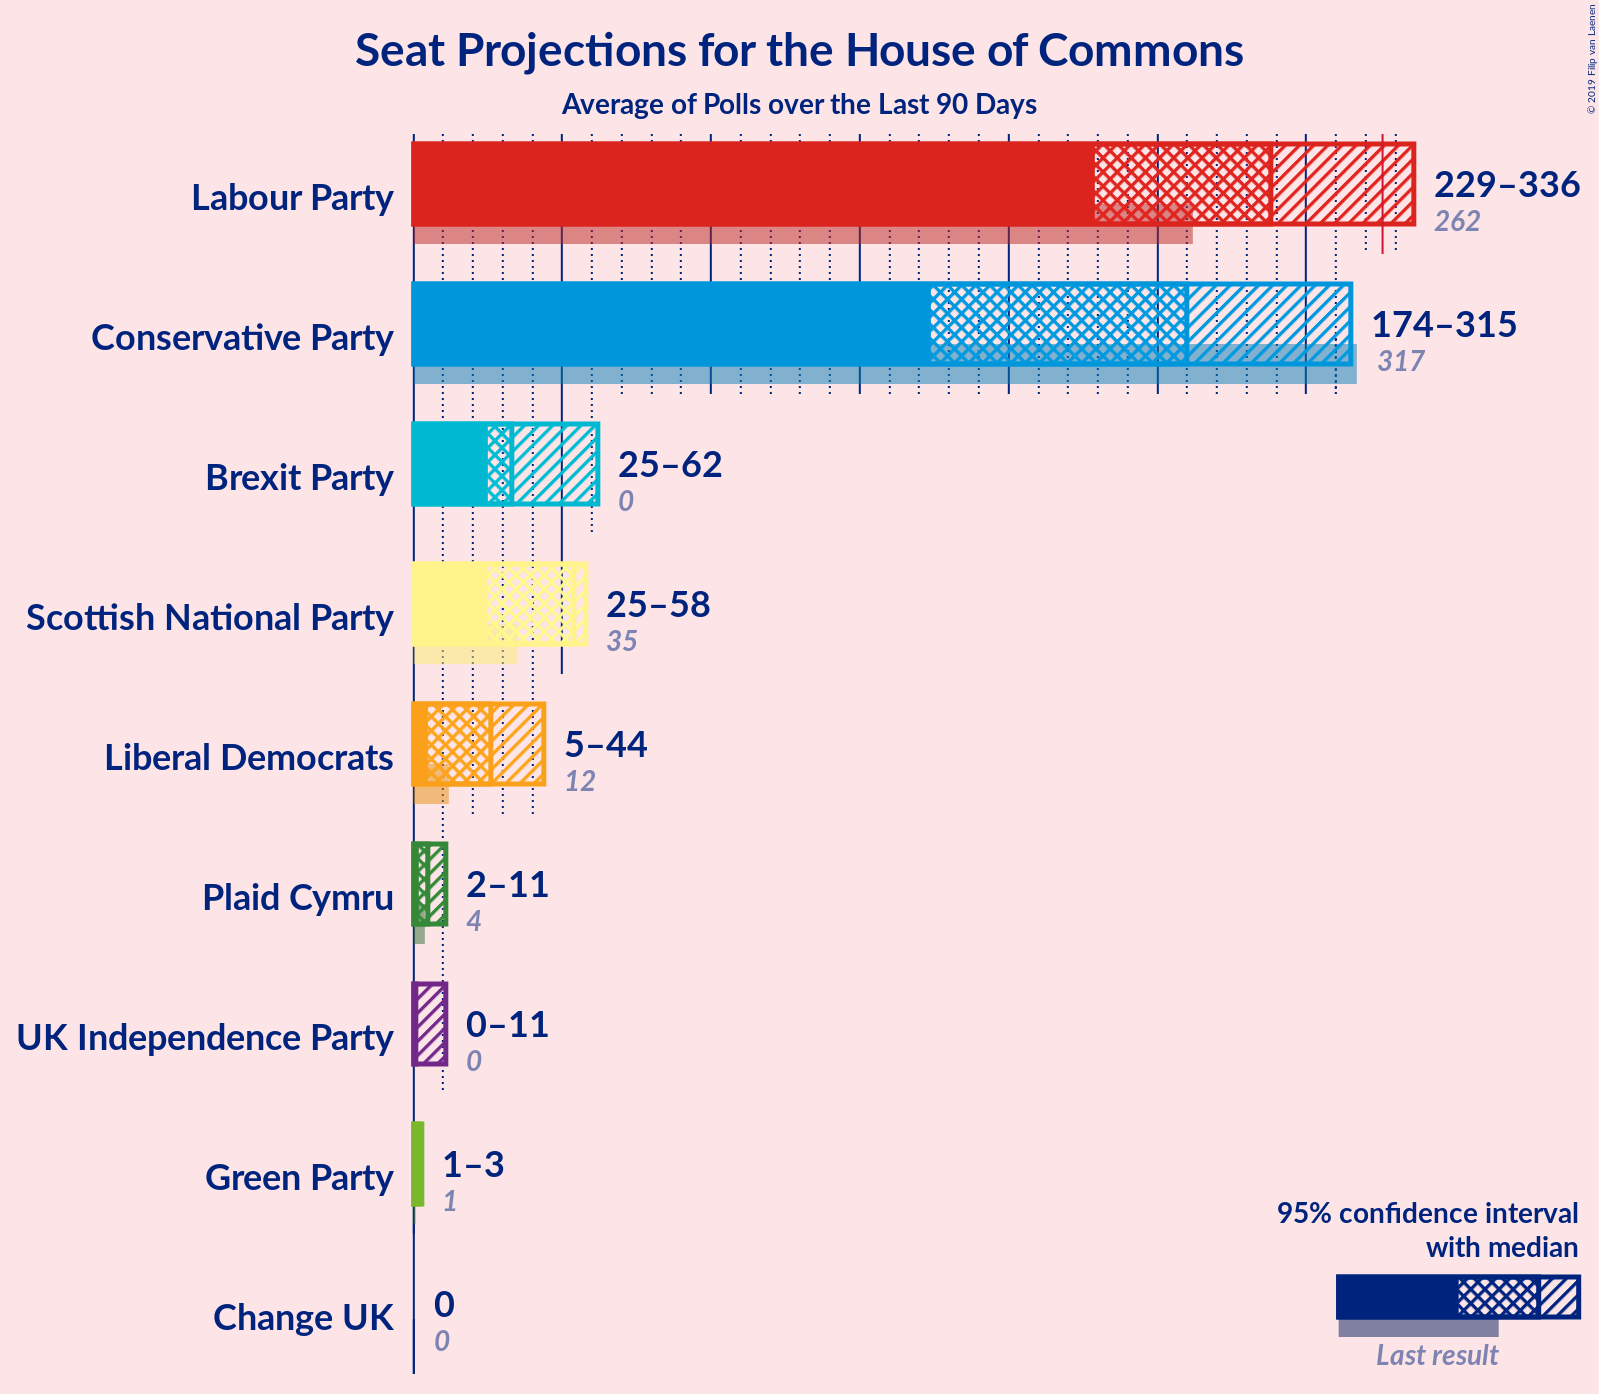 Seat Projections for the House of Commons
Average of Polls over the Last 90 Days
© 2019 Filip van Laenen
Labour Party
229–336
262
Conservative Party
174–315
317
Brexit Party
25–62
0
Scottish National Party
25–58
35
Liberal Democrats
5–44
12
Plaid Cymru
2–11
4
UK Independence Party
0–11
0
Green Party
1–3
1
Change UK
0
0
95% confidence interval
with median
Last result